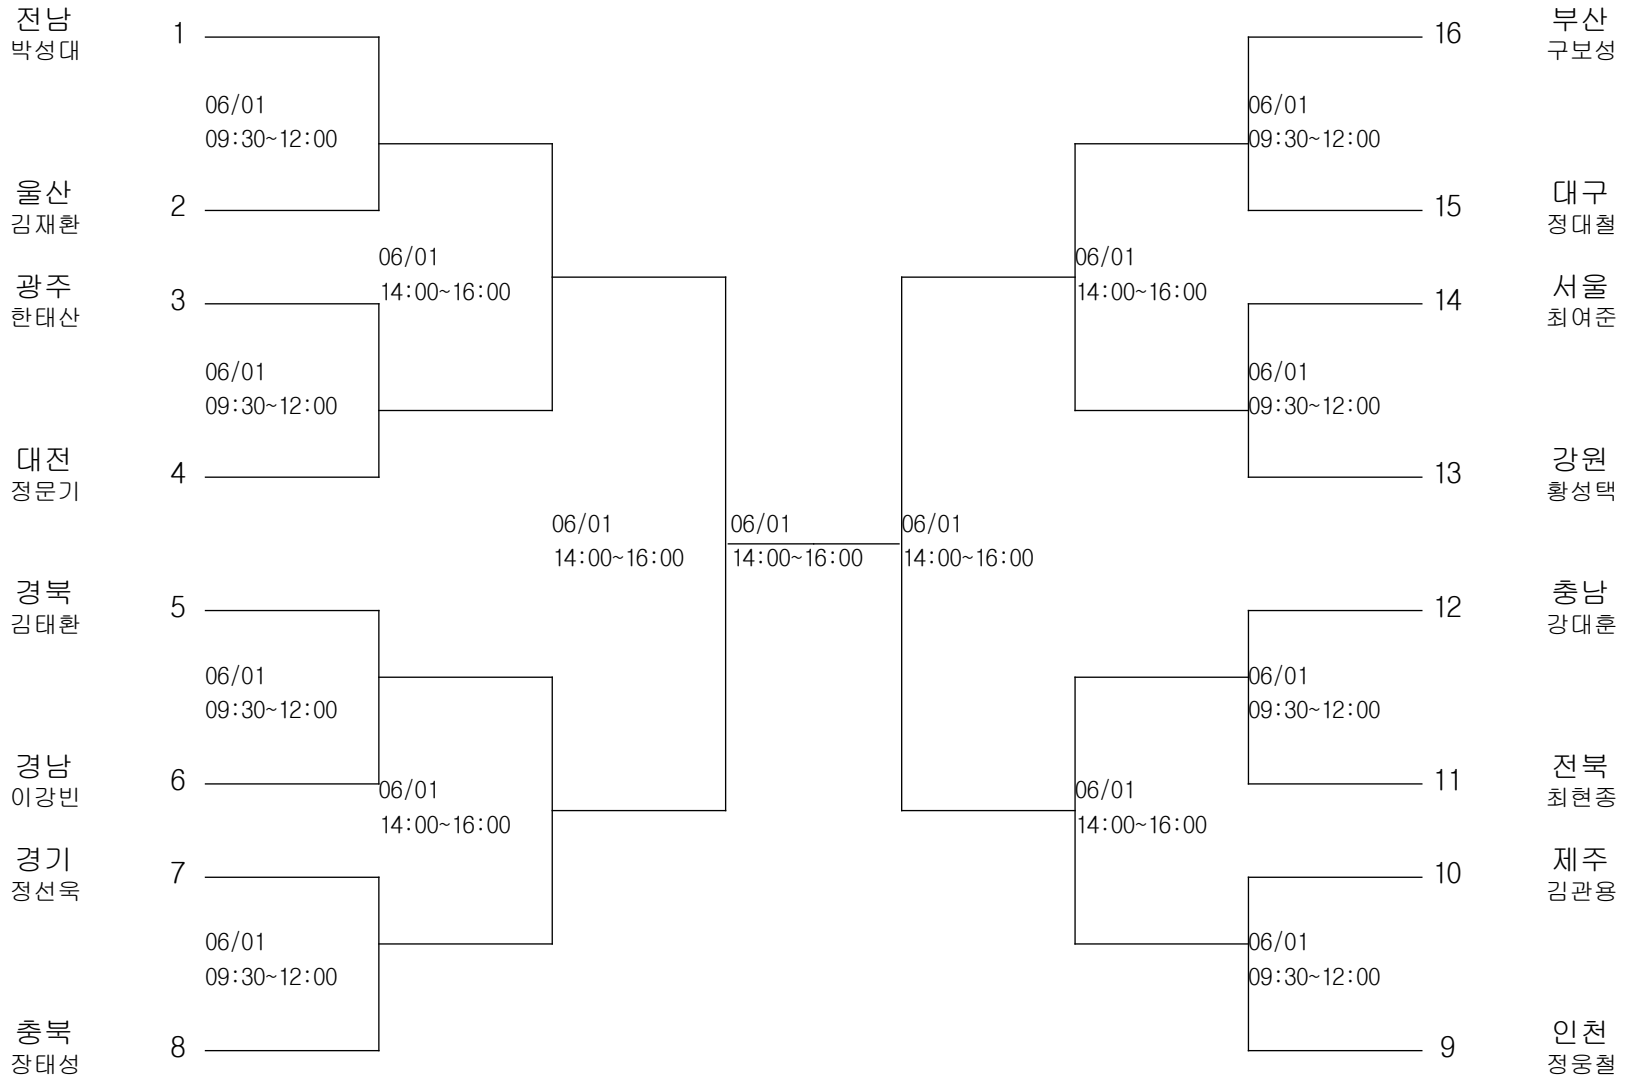 전남
박성대
1
06/01
09:30~12:00
울산
김재환
2
06/01
14:00~16:00
광주
한태산
3
06/01
09:30~12:00
대전
정문기
4
06/01
14:00~16:00
경북
김태환
5
06/01
09:30~12:00
경남
이강빈
6
06/01
14:00~16:00
경기
정선욱
7
06/01
09:30~12:00
충북
장태성
8
06/01
14:00~16:00
16
부산
구보성
06/01
09:30~12:00
15
대구
정대철
06/01
14:00~16:00
14
서울
최여준
06/01
09:30~12:00
13
강원
황성택
06/01
14:00~16:00
12
충남
강대훈
06/01
09:30~12:00
11
전북
최현종
06/01
14:00~16:00
10
제주
김관용
06/01
09:30~12:00
9
인천
정웅철